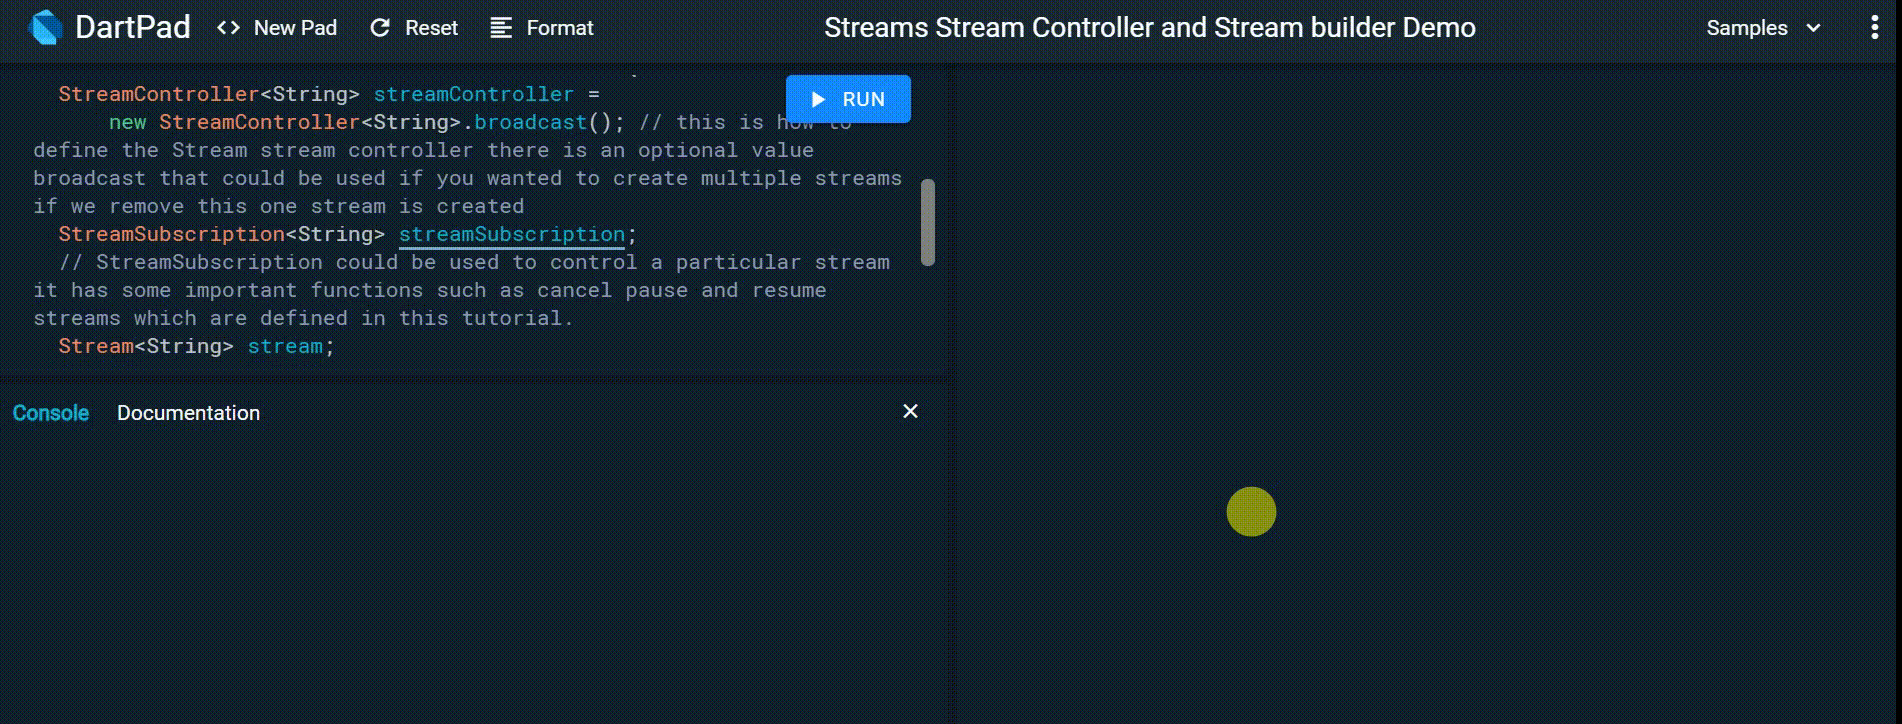 DartPad <> New Pad Reset Format Streams Stream Controller and Stream builder Demo Samples
StreamController<String> streamController =
RUN
new StreamController<String>.broadcast(); // this is how to
define the Stream stream controller there is an optional value
broadcast that could be used if you wanted to create multiple streams
if we remove this one stream is created
StreamSubscription<String> streamSubscription;
// StreamSubscription could be used to control a particular stream
it has some important functions such as cancel pause and resume
streams which are defined in this tutorial.
Stream<String> stream;
Console Documentation